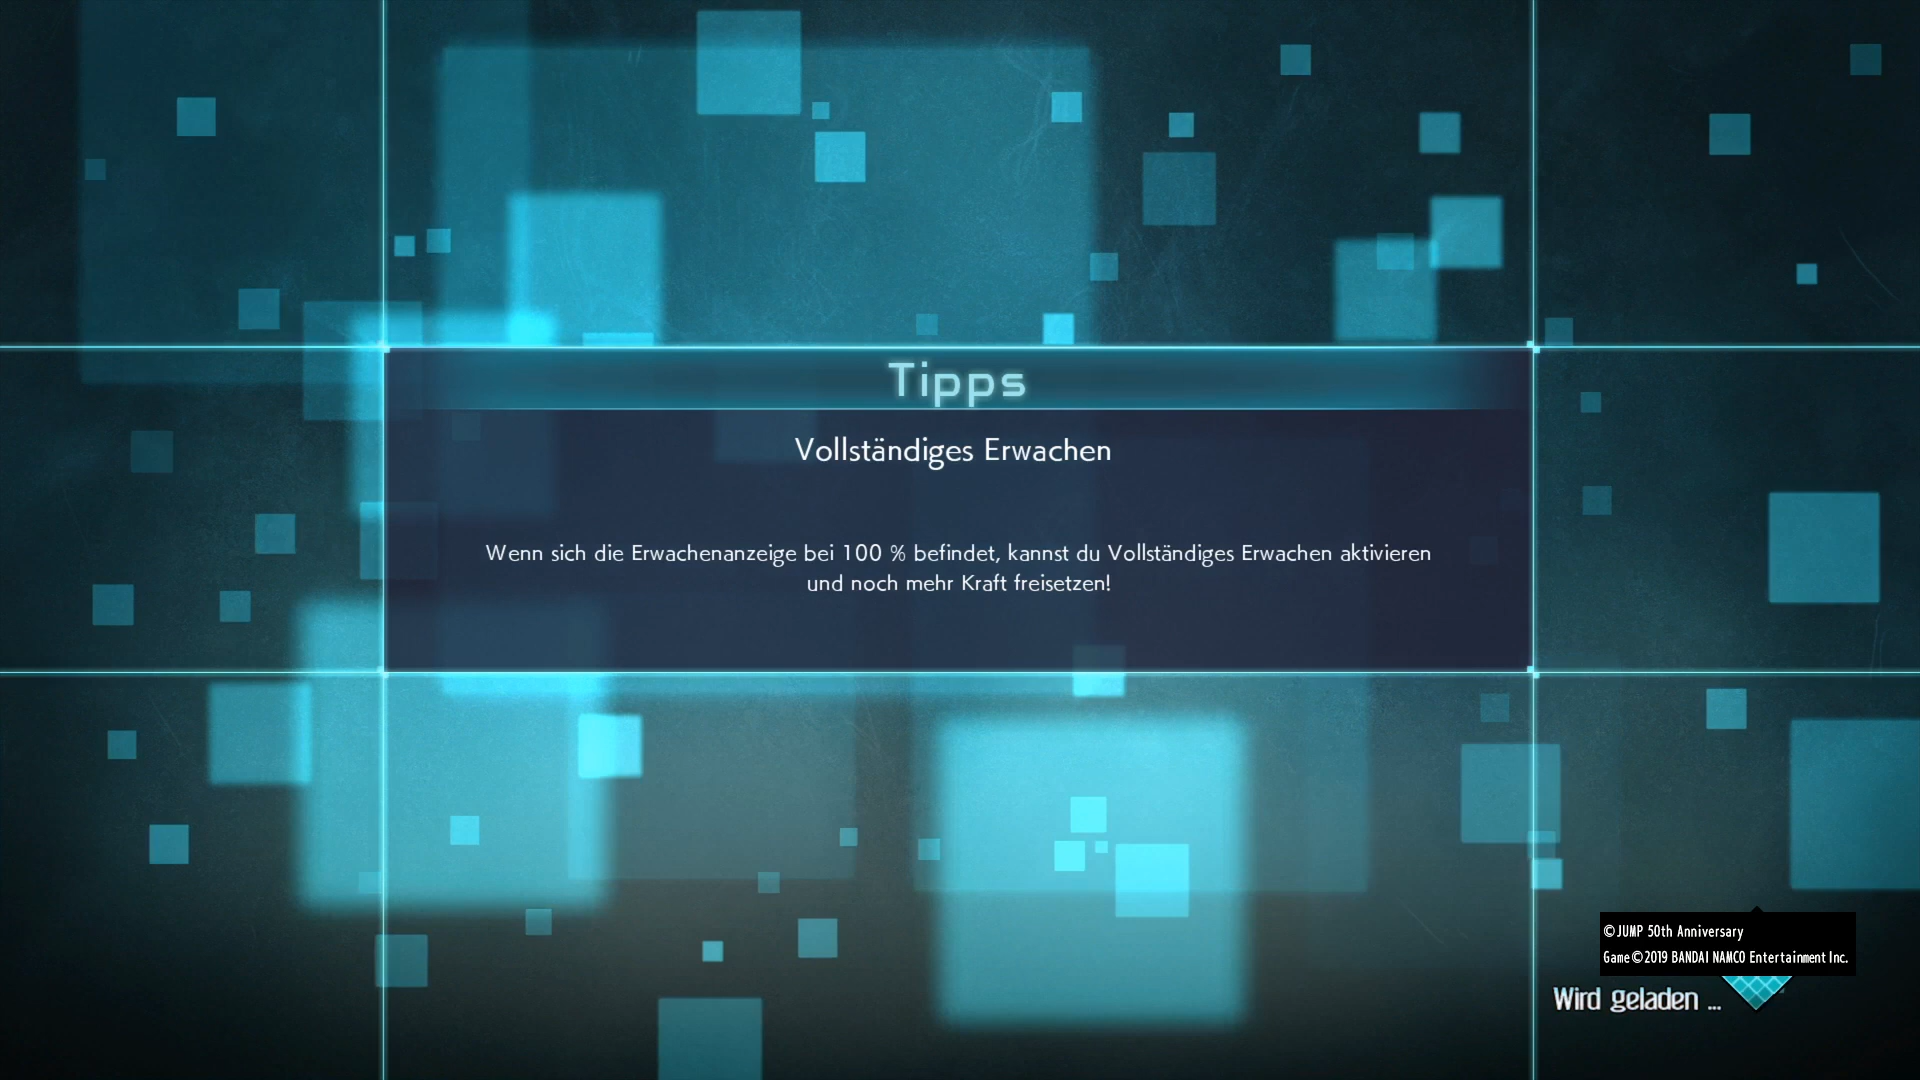 Tipps
Vollständiges Erwachen
Wenn sich die Erwachenanzeige bei 100 % befindet, kannst du Vollständiges Erwachen aktivieren
und noch mehr Kraft freisetzen!
©JUMP 50th Anniversary
Game©2019 BANDAI NAMCO Entertainment Inc.
Wird geladen ...